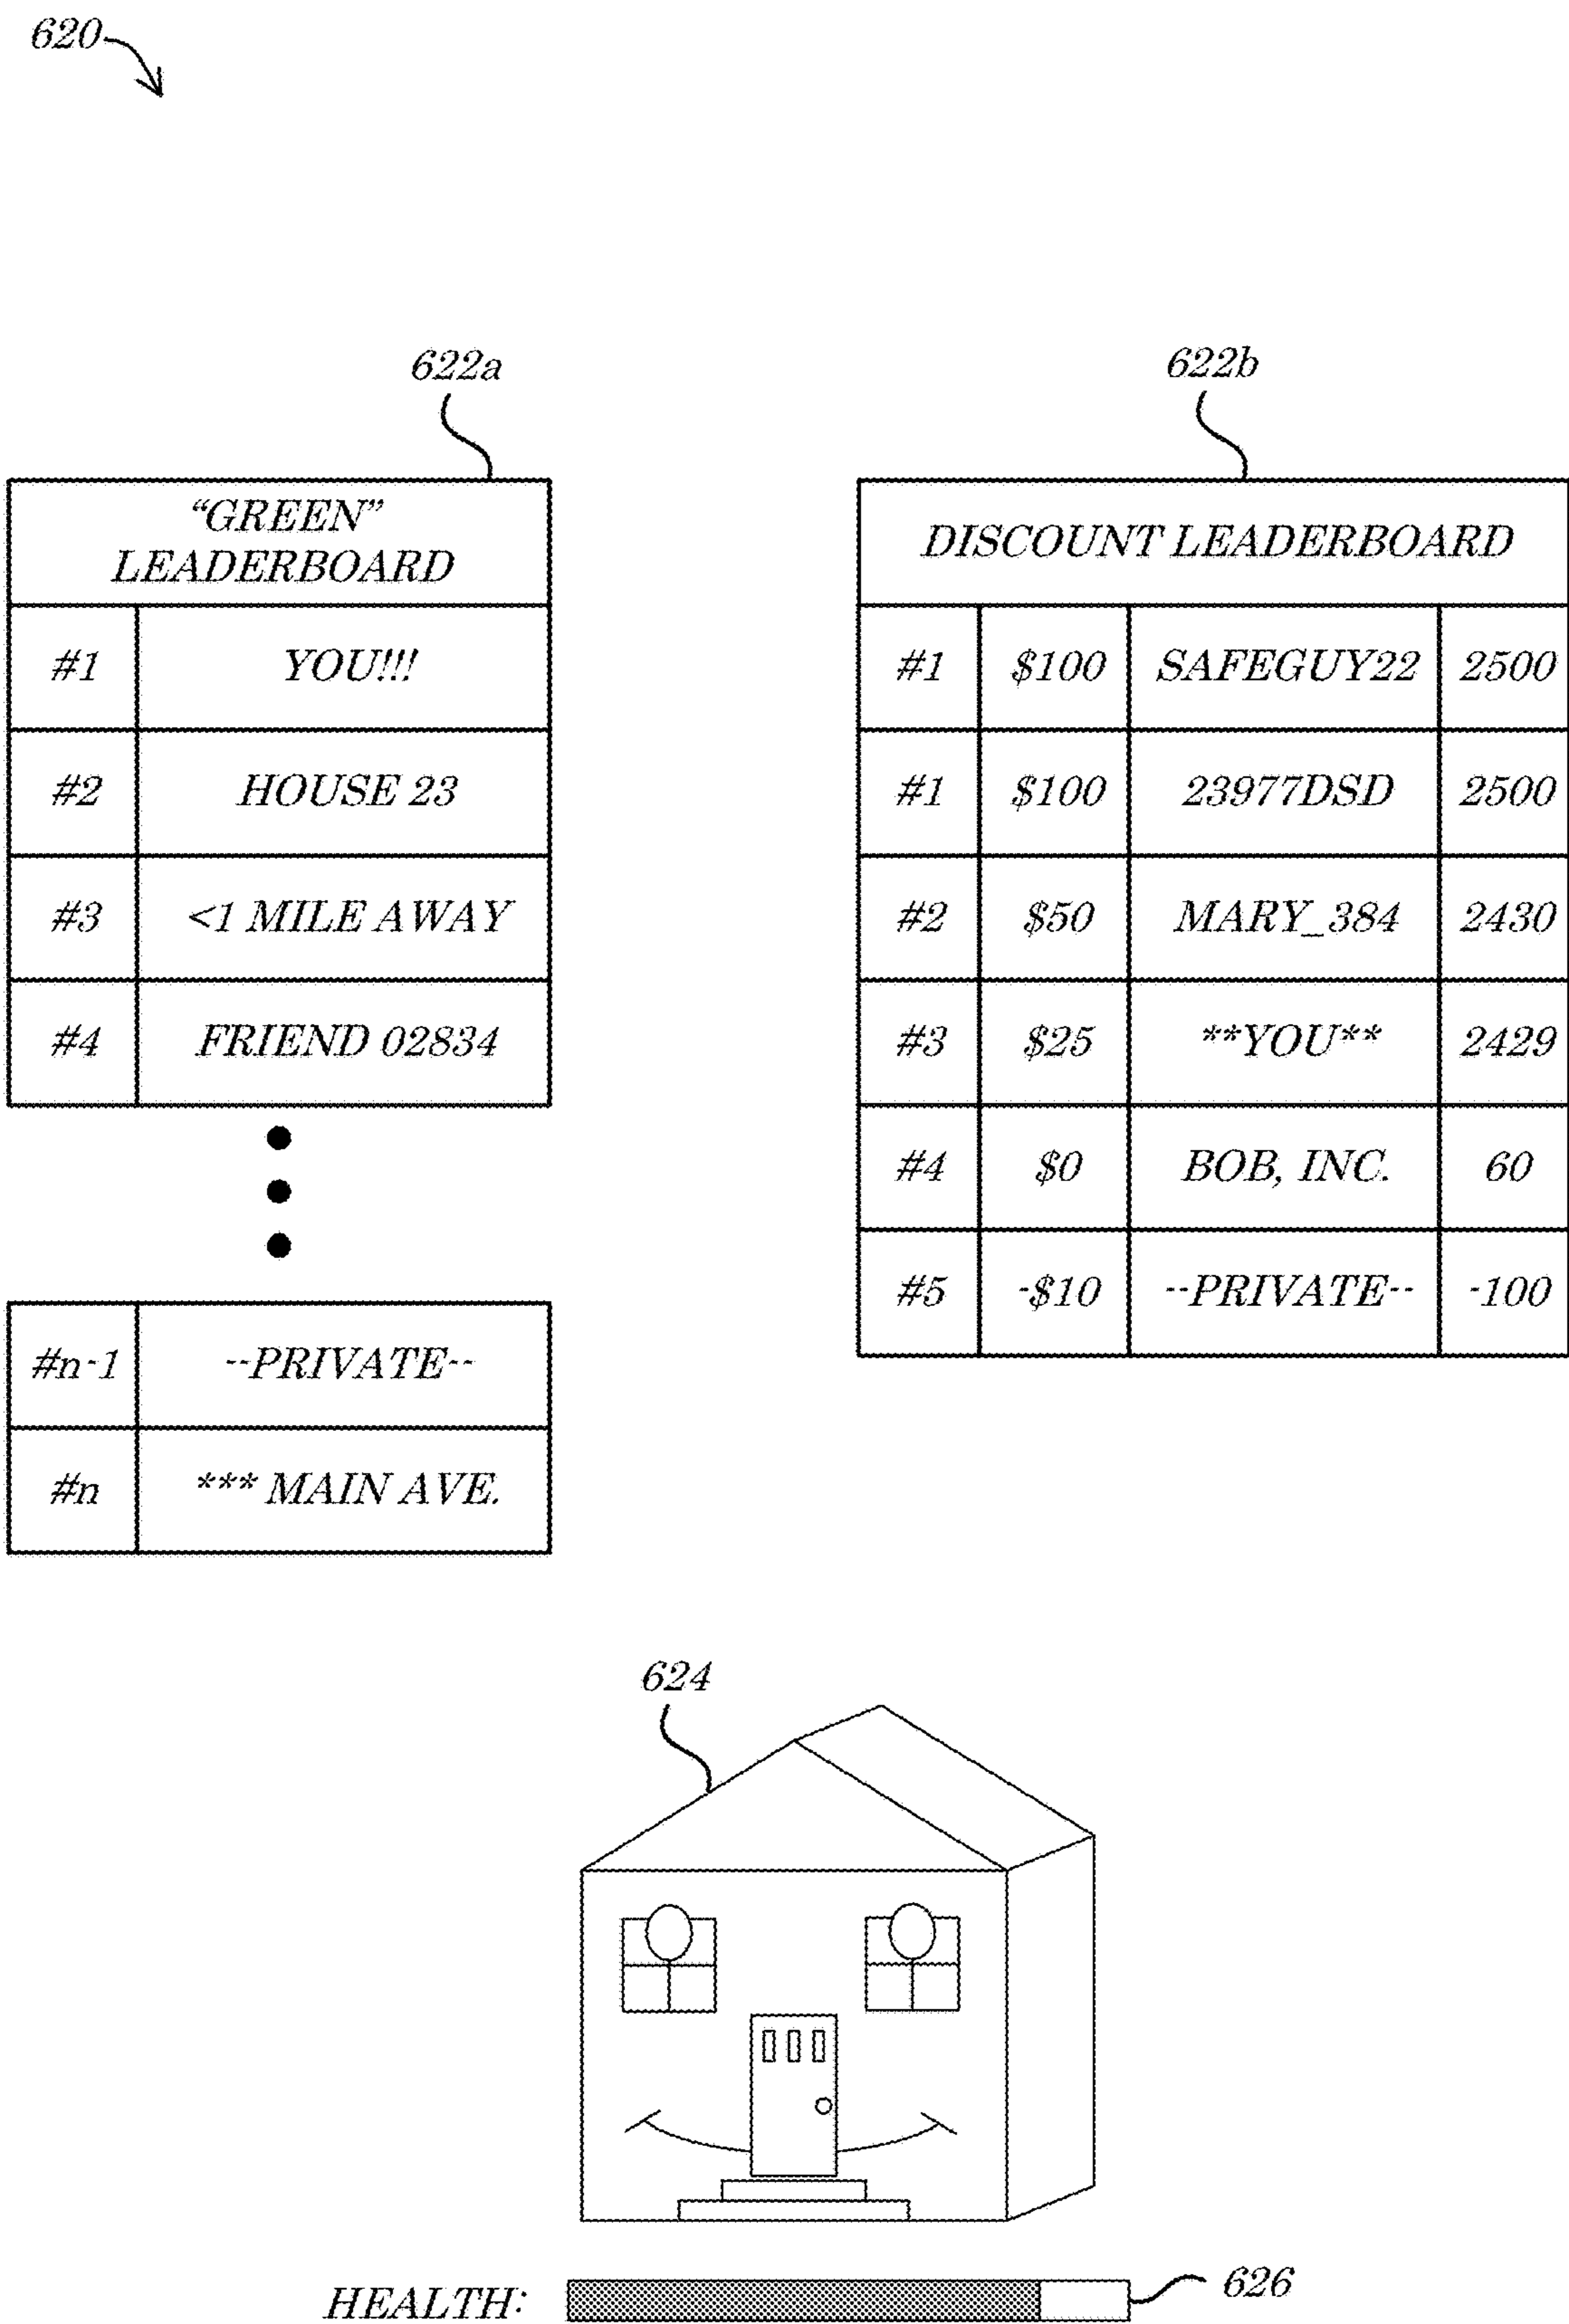 620
622a
“GREEN”
LEADERBOARD
#1 YOU!!!
#2 HOUSE 23
#3 <1 MILE AWAY
#4 FRIEND 02834
#n-1 --PRIVATE--
#n *** MAIN AVE.
622b
DISCOUNT LEADERBOARD
#1 $100 SAFEGUY22 2500
#1 $100 23977DSD 2500
#2 $50 MARY_384 2430
#3 $25 **YOU** 2429
#4 $0 BOB, INC. 60
#5 -$10 --PRIVATE-- -100
624
HEALTH:
626